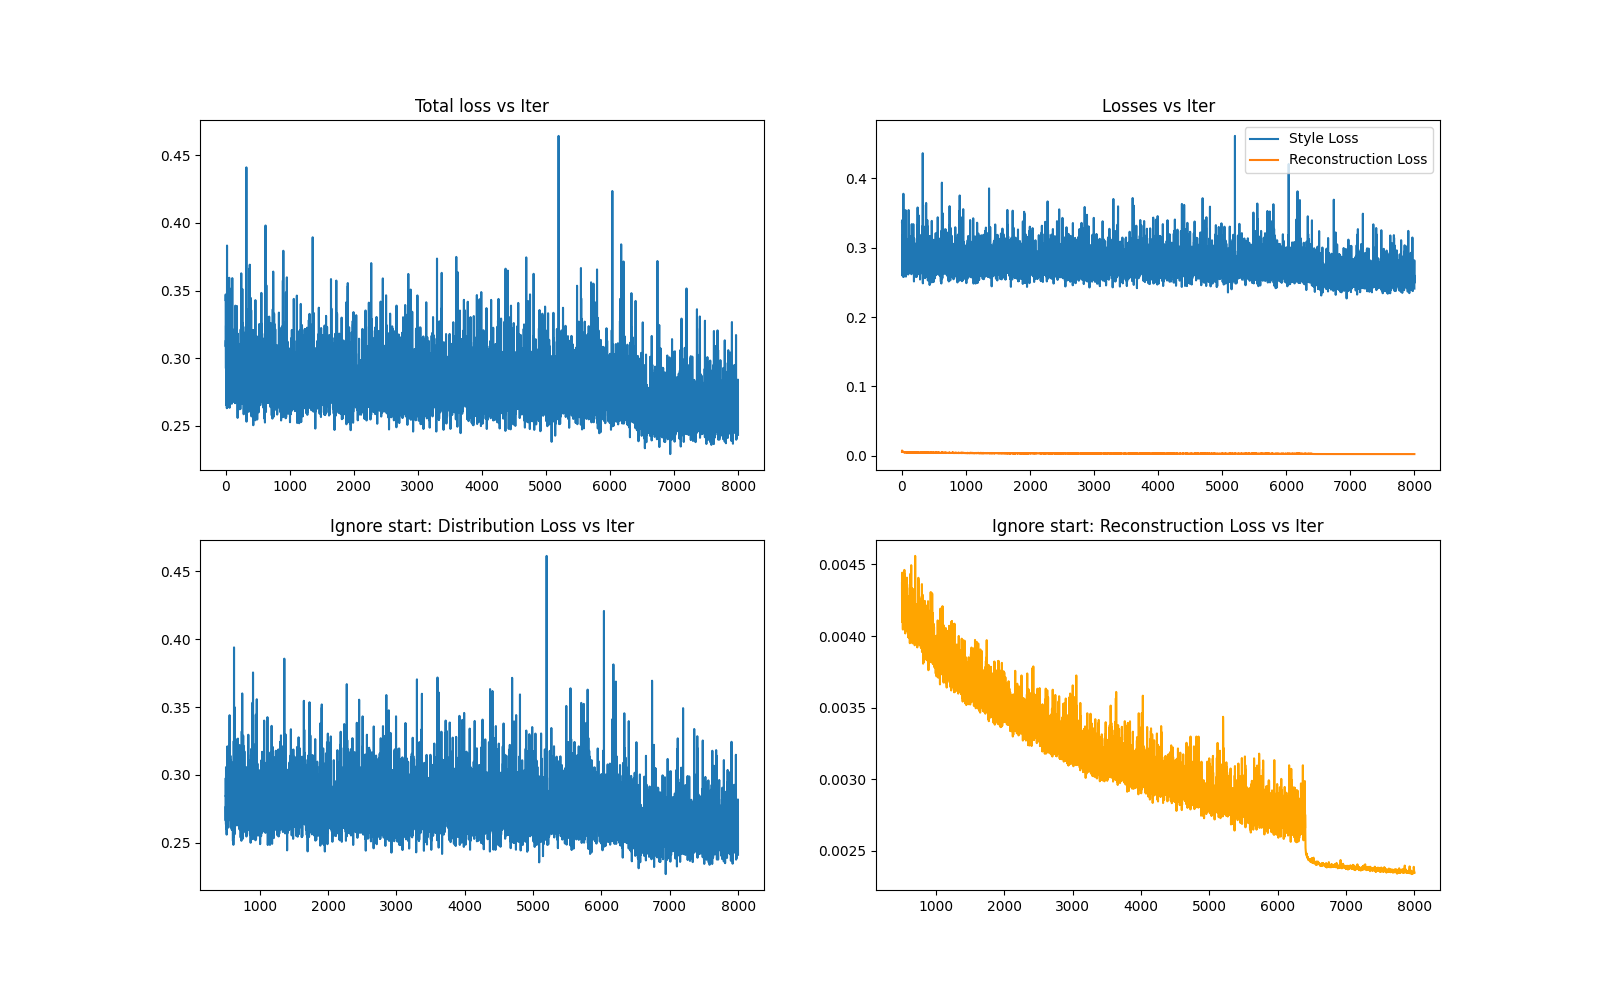 Total loss vs Iter
0.45
0.40
0.35
0.30
0.25
0 1000 2000 3000 4000 5000 6000 7000 8000
Losses vs Iter
Style Loss
Reconstruction Loss
0.4
0.3
0.2
0.1
0.0
0 1000 2000 3000 4000 5000 6000 7000 8000
Ignore start: Distribution Loss vs Iter
0.45
0.40
0.35
0.30
0.25
1000 2000 3000 4000 5000 6000 7000 8000
Ignore start: Reconstruction Loss vs Iter
0.0045
0.0040
0.0035
0.0030
0.0025
1000 2000 3000 4000 5000 6000 7000 8000